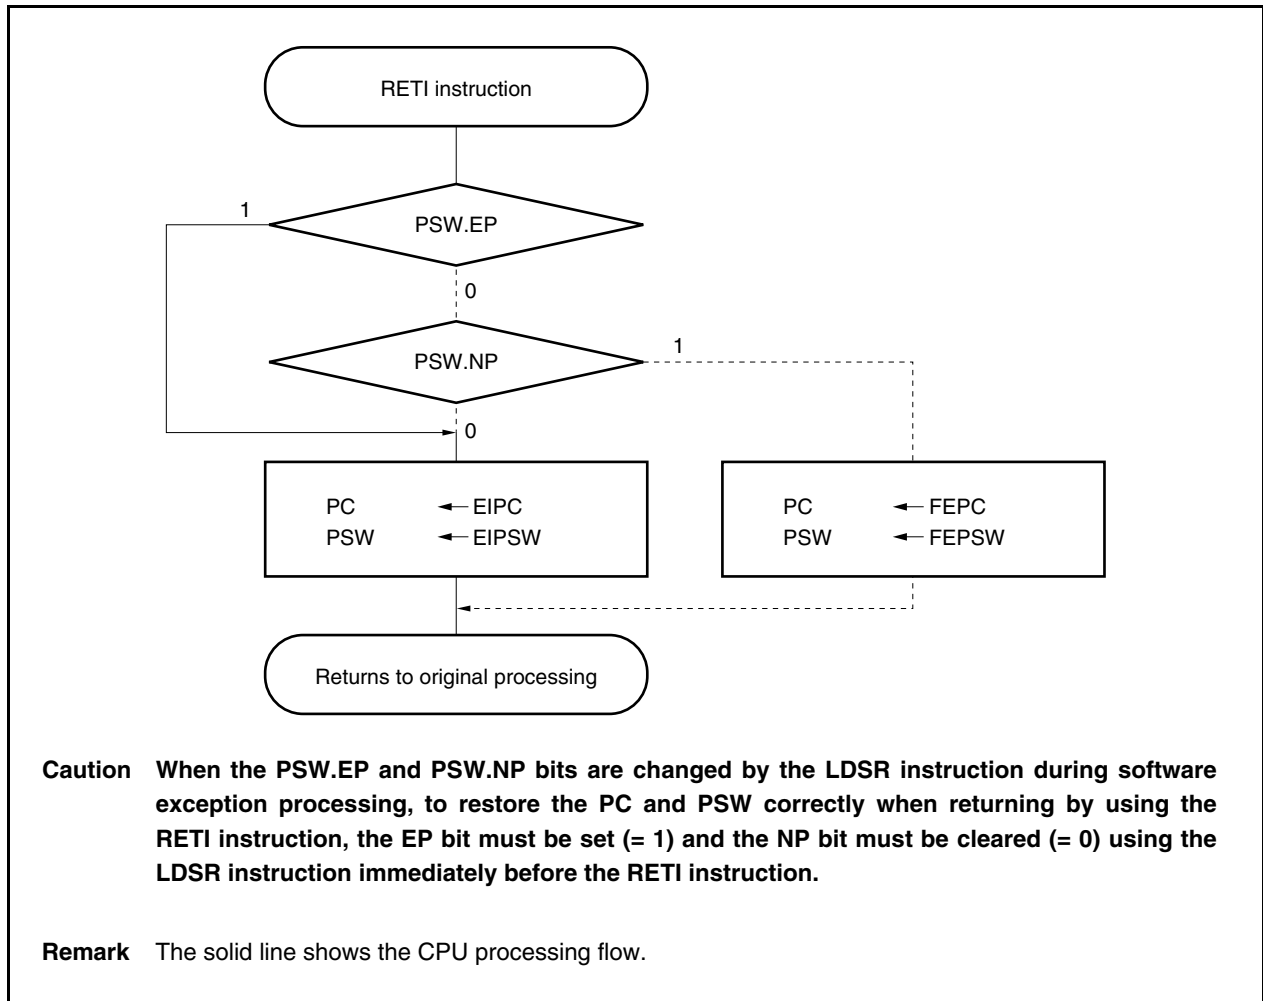 RETI instruction
1
PSW.EP
0
PSW.NP
1
0
PC ← EIPC
PSW ← EIPSW
PC ← FEPC
PSW ← FEPSW
Returns to original processing
Caution When the PSW.EP and PSW.NP bits are changed by the LDSR instruction during software
exception processing, to restore the PC and PSW correctly when returning by using the
RETI instruction, the EP bit must be set (= 1) and the NP bit must be cleared (= 0) using the
LDSR instruction immediately before the RETI instruction.
Remark The solid line shows the CPU processing flow.